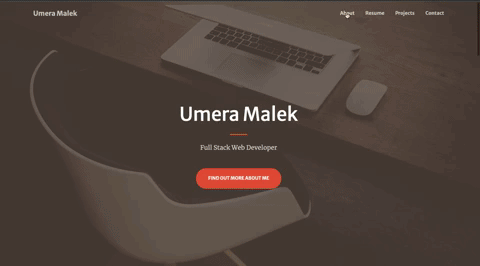 Umera Malek
About
Resume
Projects
Contact
Umera Malek
Full Stack Web Developer
FIND OUT MORE ABOUT ME